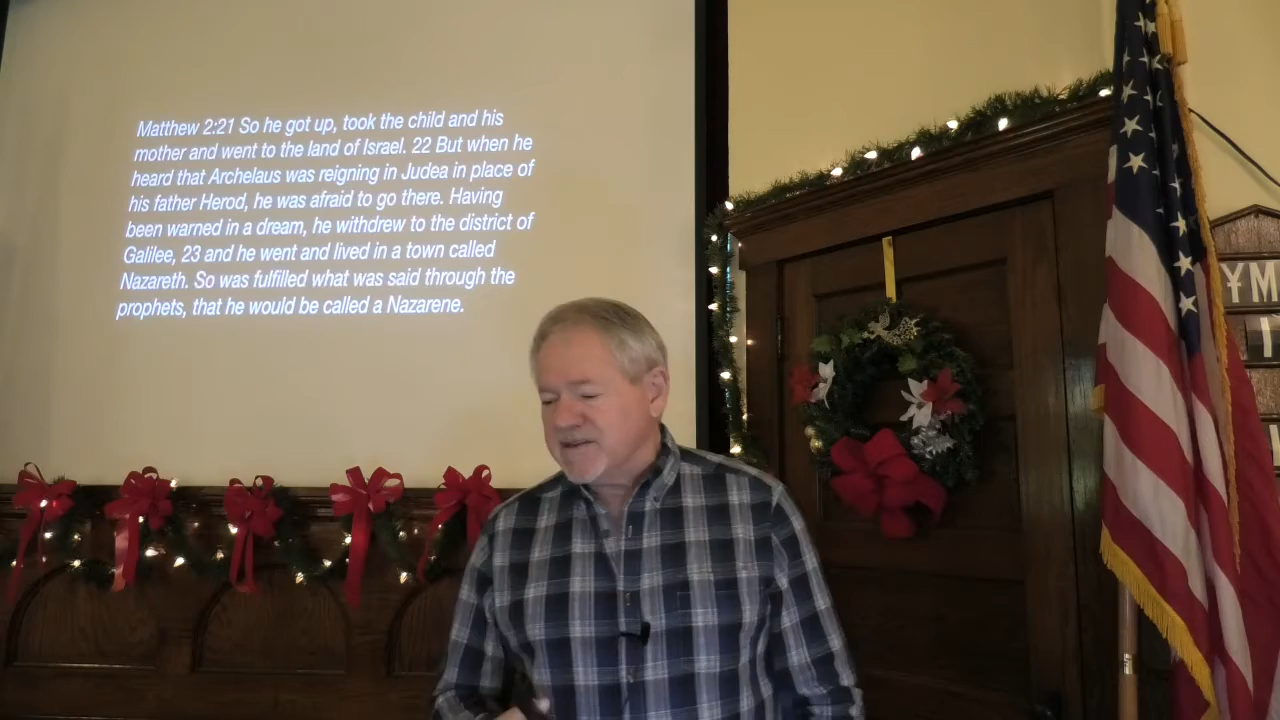 Matthew 2:21 So he got up, took the child and his
mother and went to the land of Israel. 22 But when he
heard that Archelaus was reigning in Judea in place of
his father Herod, he was afraid to go there. Having
been warned in a dream, he withdrew to the district of
Galilee, 23 and he went and lived in a town called
Nazareth. So was fulfilled what was said through the
prophets, that he would be called a Nazarene.